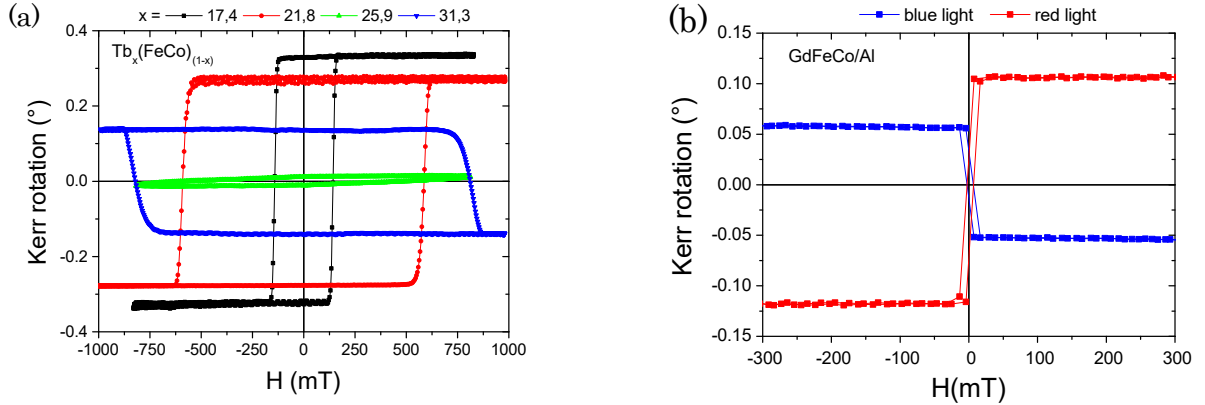 (a)
x = 17,4 21,8 25,9 31,3
Tb_x(FeCo)_(1-x)
Kerr rotation (°)
0.4
0.2
0.0
-0.2
-0.4
-1000 -750 -500 -250 0 250 500 750 1000
H (mT)
(b)
blue light red light
GdFeCo/Al
Kerr rotation (°)
0.15
0.10
0.05
0.00
-0.05
-0.10
-0.15
-300 -200 -100 0 100 200 300
H(mT)